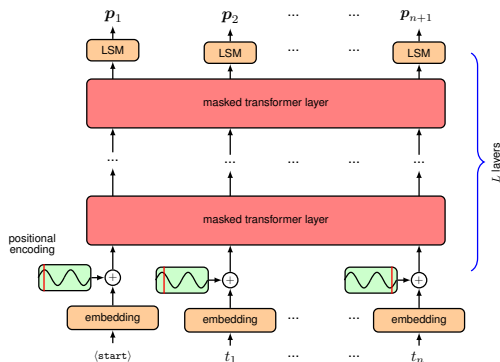 p₁ p₂ ... ... pₙ₊₁
LSM LSM ... ... LSM
masked transformer layer
... ... ... ... ...
L layers
masked transformer layer
positional
encoding
+ + ... ... +
embedding embedding ... ... embedding
⟨start⟩ t₁ ... ... tₙ